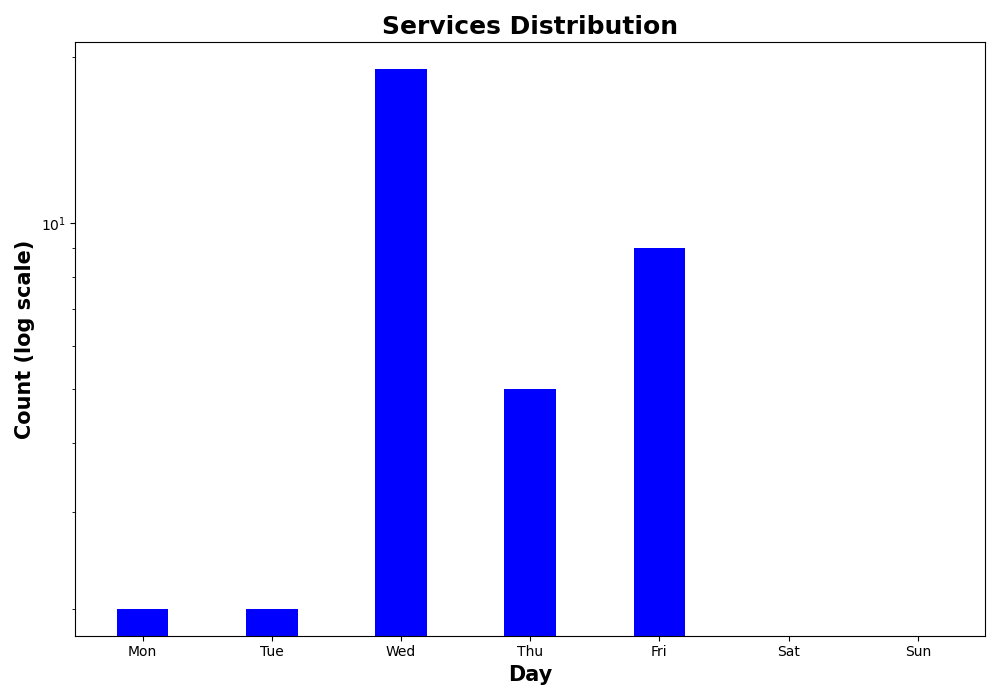 Services Distribution
Count (log scale)
10¹
Mon Tue Wed Thu Fri Sat Sun
Day